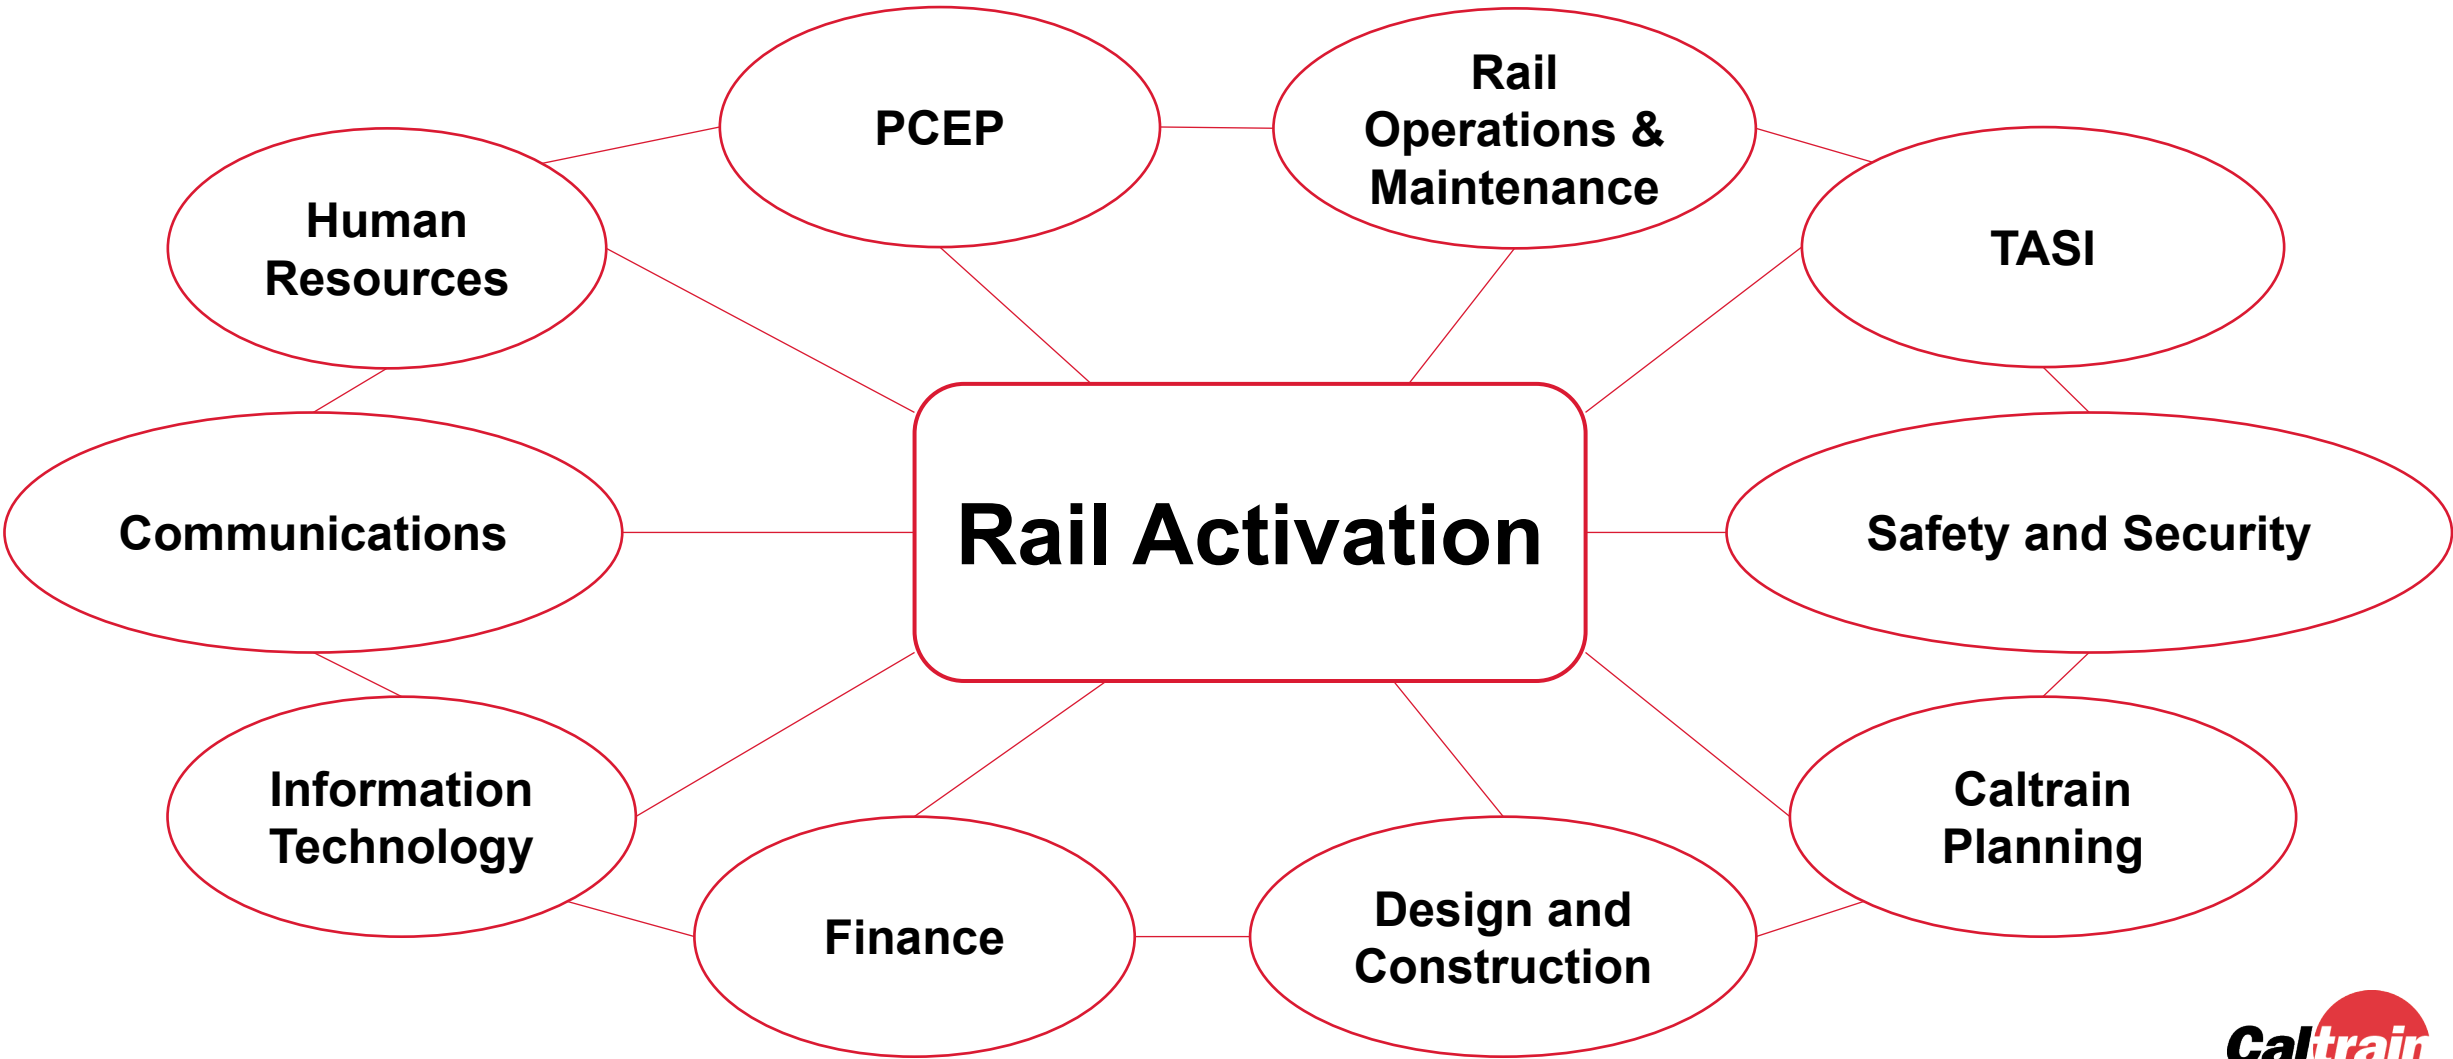 PCEP
Rail
Operations &
Maintenance
Human
Resources
TASI
Communications
Rail Activation
Safety and Security
Information
Technology
Caltrain
Planning
Finance
Design and
Construction
Caltrain